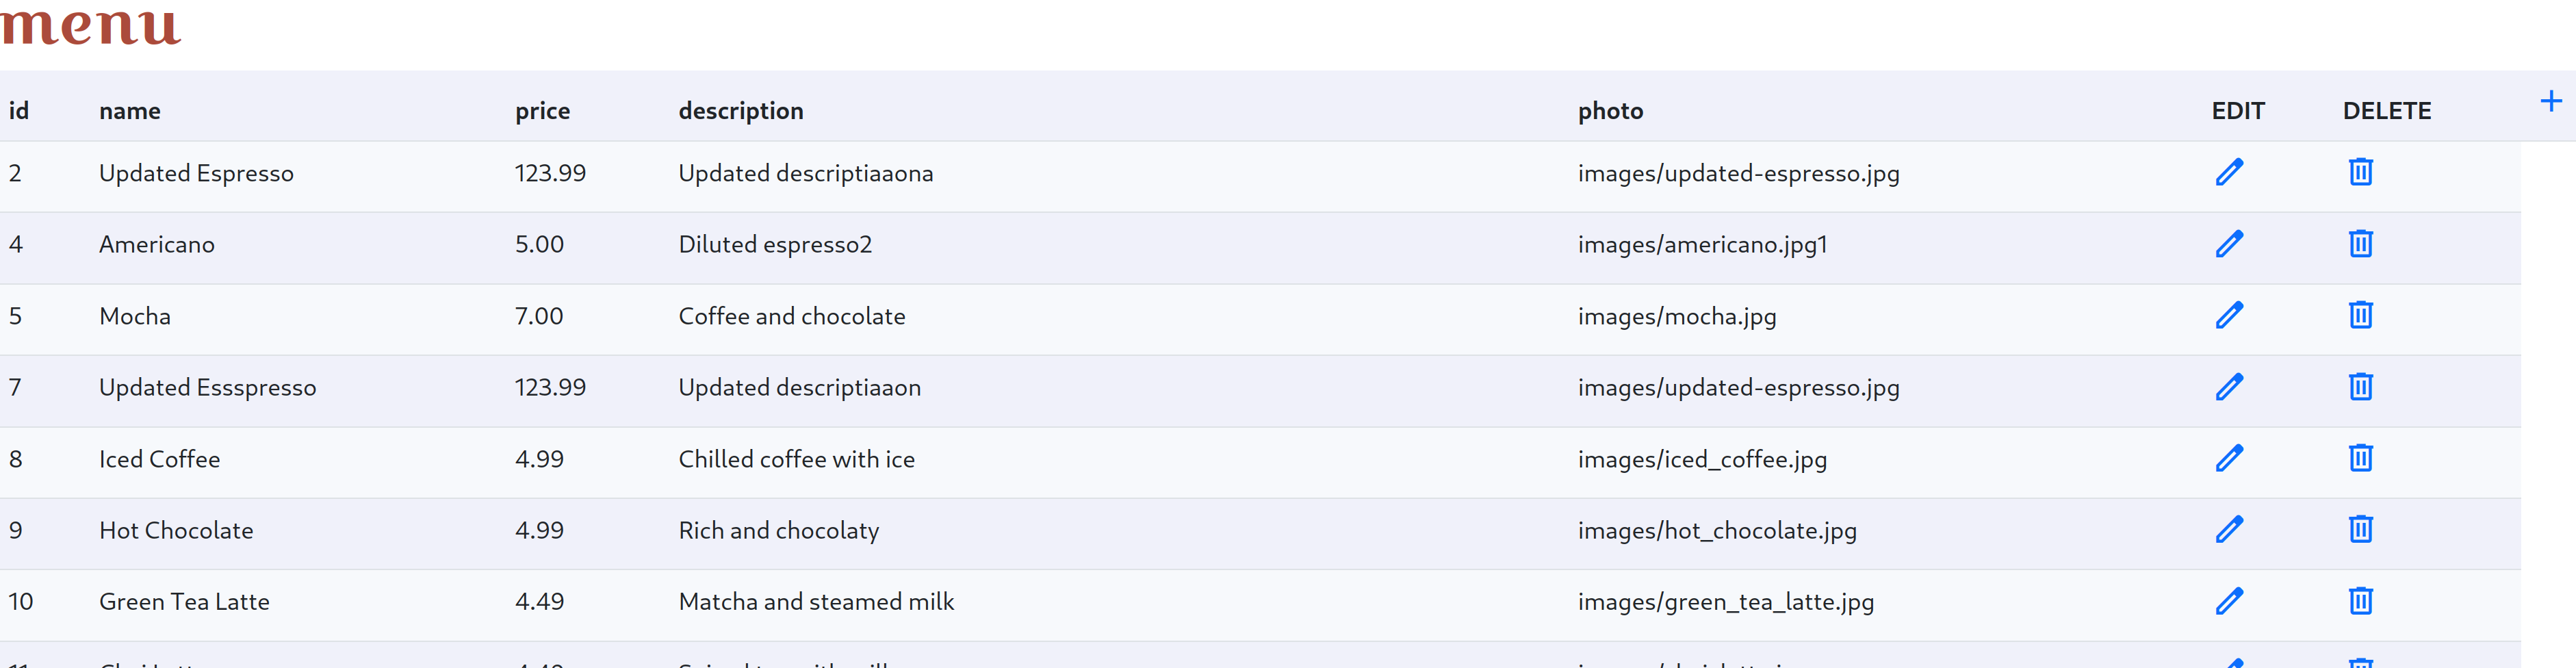 menu
id name price description photo EDIT DELETE +
2 Updated Espresso 123.99 Updated descriptiaaona images/updated-espresso.jpg
4 Americano 5.00 Diluted espresso2 images/americano.jpg1
5 Mocha 7.00 Coffee and chocolate images/mocha.jpg
7 Updated Essspresso 123.99 Updated descriptiaaon images/updated-espresso.jpg
8 Iced Coffee 4.99 Chilled coffee with ice images/iced_coffee.jpg
9 Hot Chocolate 4.99 Rich and chocolaty images/hot_chocolate.jpg
10 Green Tea Latte 4.49 Matcha and steamed milk images/green_tea_latte.jpg